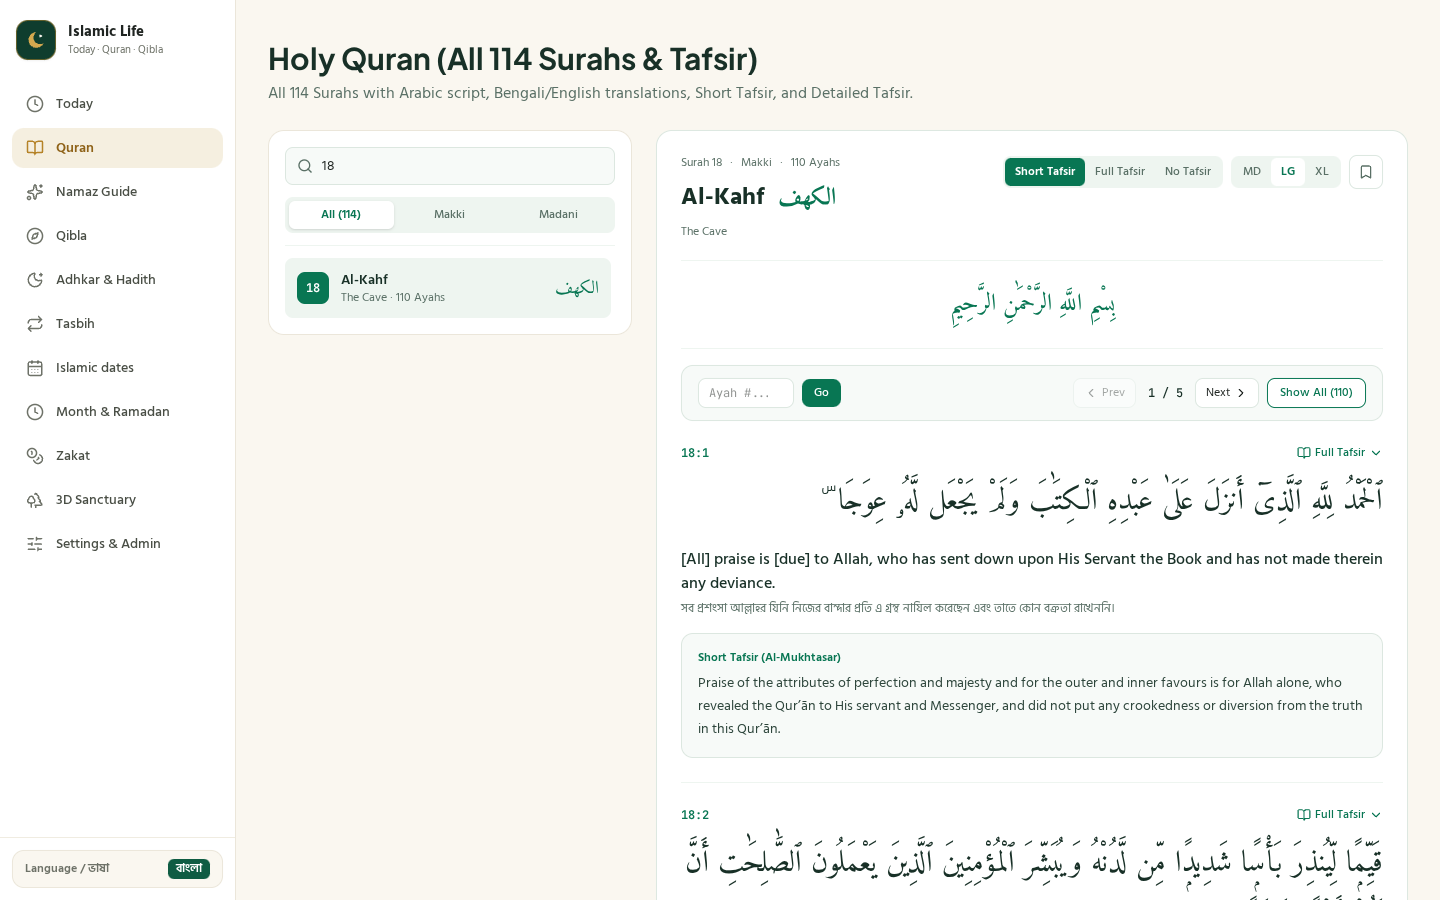 Islamic Life
Today · Quran · Qibla
Today
Quran
Namaz Guide
Qibla
Adhkar & Hadith
Tasbih
Islamic dates
Month & Ramadan
Zakat
3D Sanctuary
Settings & Admin
Language / ভাষা
বাংলা
Holy Quran (All 114 Surahs & Tafsir)
All 114 Surahs with Arabic script, Bengali/English translations, Short Tafsir, and Detailed Tafsir.
18
All (114) Makki Madani
18 Al-Kahf الكهف
The Cave · 110 Ayahs
Surah 18 · Makki · 110 Ayahs
Al-Kahf الكهف
The Cave
Short Tafsir Full Tafsir No Tafsir MD LG XL
بِسْمِ اللَّهِ الرَّحْمَٰنِ الرَّحِيمِ
Ayah #... Go Prev 1 / 5 Next Show All (110)
18:1 Full Tafsir
ٱلْحَمْدُ لِلَّهِ ٱلَّذِىٓ أَنزَلَ عَلَىٰ عَبْدِهِ ٱلْكِتَٰبَ وَلَمْ يَجْعَل لَّهُۥ عِوَجَا ۜ
[All] praise is [due] to Allah, who has sent down upon His Servant the Book and has not made therein
any deviance.
সব প্রশংসা আল্লাহর যিনি নিজের বান্দার প্রতি এ গ্রন্থ নাযিল করেছেন এবং তাতে কোন বক্রতা রাখেননি।
Short Tafsir (Al-Mukhtasar)
Praise of the attributes of perfection and majesty and for the outer and inner favours is for Allah alone, who
revealed the Qur’ān to His servant and Messenger, and did not put any crookedness or diversion from the truth
in this Qur’ān.
18:2 Full Tafsir
قَيِّمًا لِّيُنذِرَ بَأْسًا شَدِيدًا مِّن لَّدُنْهُ وَيُبَشِّرَ ٱلْمُؤْمِنِينَ ٱلَّذِينَ يَعْمَلُونَ ٱلصَّٰلِحَٰتِ أَنَّ